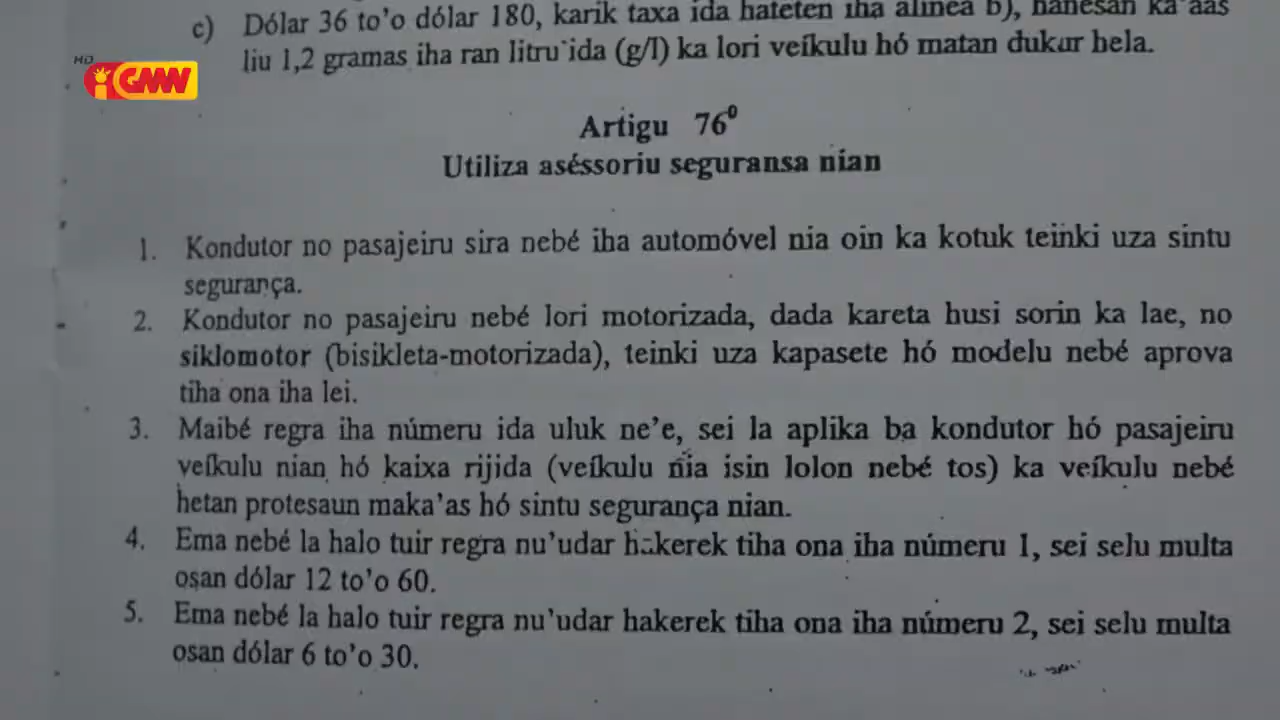 c) Dólar 36 to'o dólar 180, karik taxa ida hateten iha alínea b), hanesan ka'aas
liu 1,2 gramas iha ran litru ida (g/l) ka lori veíkulu hó matan dukur hela.
HD
GMN
Artigu 76⁰
Utiliza aséssoriu seguransa nian
1. Kondutor no pasajeiru sira nebé iha automóvel nia oin ka kotuk teinki uza sintu
segurança.
2. Kondutor no pasajeiru nebé lori motorizada, dada kareta husi sorin ka lae, no
siklomotor (bisikleta-motorizada), teinki uza kapasete hó modelu nebé aprova
tiha ona iha lei.
3. Maibé regra iha númeru ida uluk ne'e, sei la aplika ba kondutor hó pasajeiru
veíkulu nian hó kaixa rijida (veíkulu nia isin lolon nebé tos) ka veíkulu nebé
hetan protesaun maka'as hó sintu segurança nian.
4. Ema nebé la halo tuir regra nu'udar hakerek tiha ona iha númeru 1, sei selu multa
osan dólar 12 to'o 60.
5. Ema nebé la halo tuir regra nu'udar hakerek tiha ona iha númeru 2, sei selu multa
osan dólar 6 to'o 30.